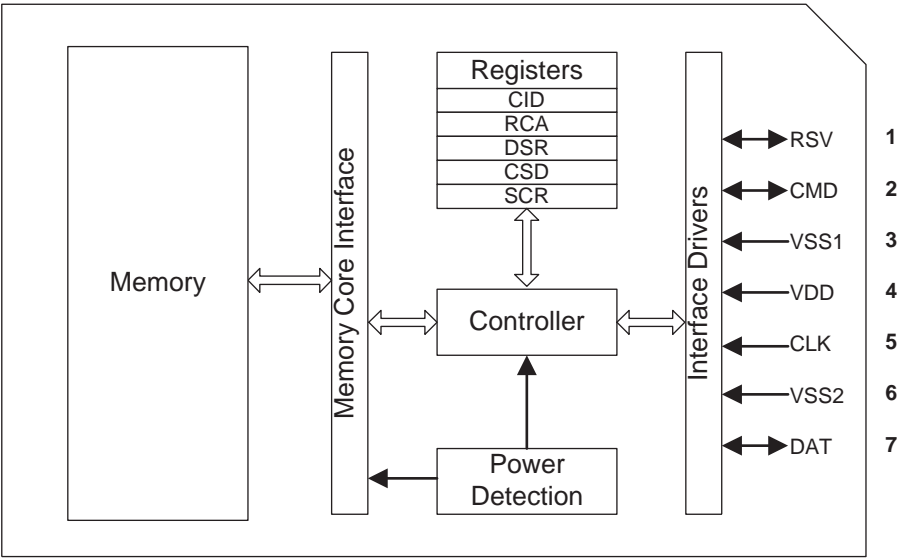 Memory
Memory Core Interface
Registers
CID
RCA
DSR
CSD
SCR
Controller
Power
Detection
Interface Drivers
RSV 1
CMD 2
VSS1 3
VDD 4
CLK 5
VSS2 6
DAT 7